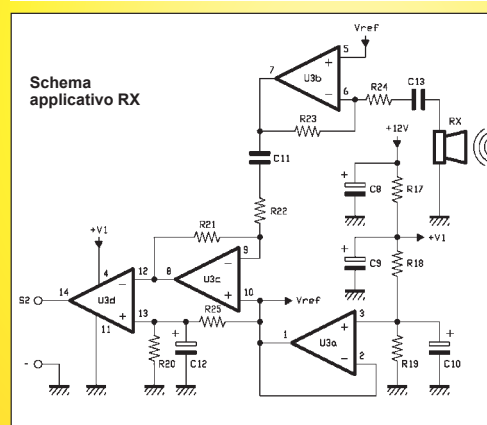 Schema
applicativo RX
Vref
5
+
7
U3b
-
6
R24
C13
RX
R23
+12V
C11
+
C8
R17
R22
+V1
R21
+
C9
R18
+V1
9
4
12
-
8
U3c
-
S2
14
U3d
+
10
Vref
11
13
R25
+
3
+
1
U3a
+
-
+
-
2
R20
C12
R19
C10